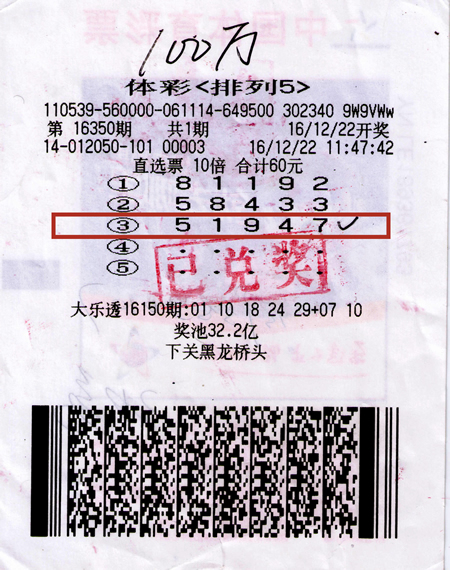 100万
体彩<排列5>
110539-560000-061114-649500 302340 9W9VWw
第 16350期 共1期 16/12/22开奖
14-012050-101 00003 16/12/22 11:47:42
直选票 10倍 合计60元
① 8 1 1 9 2
② 5 8 4 3 3
③ 5 1 9 4 7 ✓
④ - - - - -
⑤ - - - - -
已兑奖
大乐透16150期:01 10 18 24 29+07 10
奖池32.2亿
下关黑龙桥头